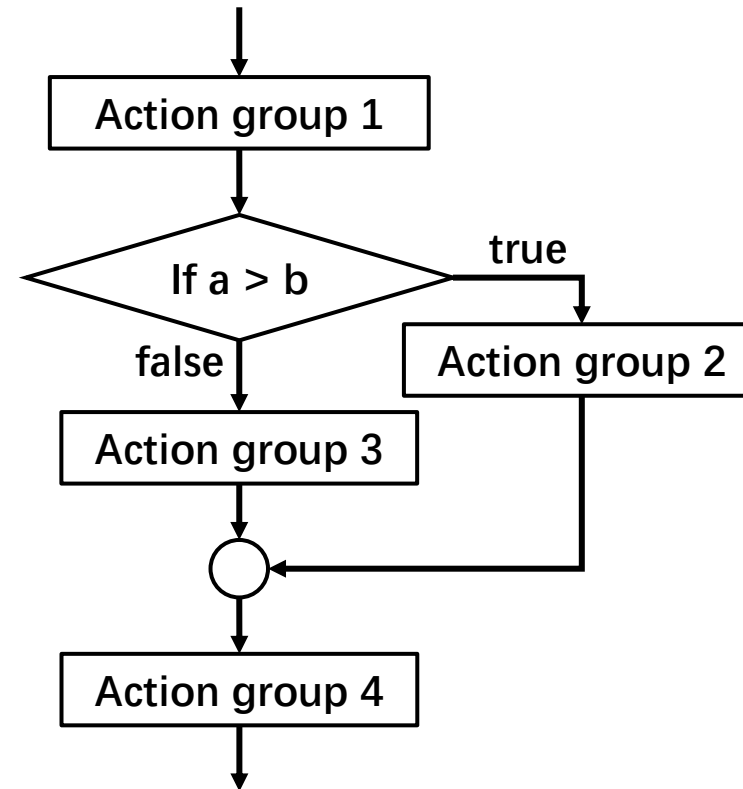 Action group 1
If a > b
true
false
Action group 2
Action group 3
Action group 4